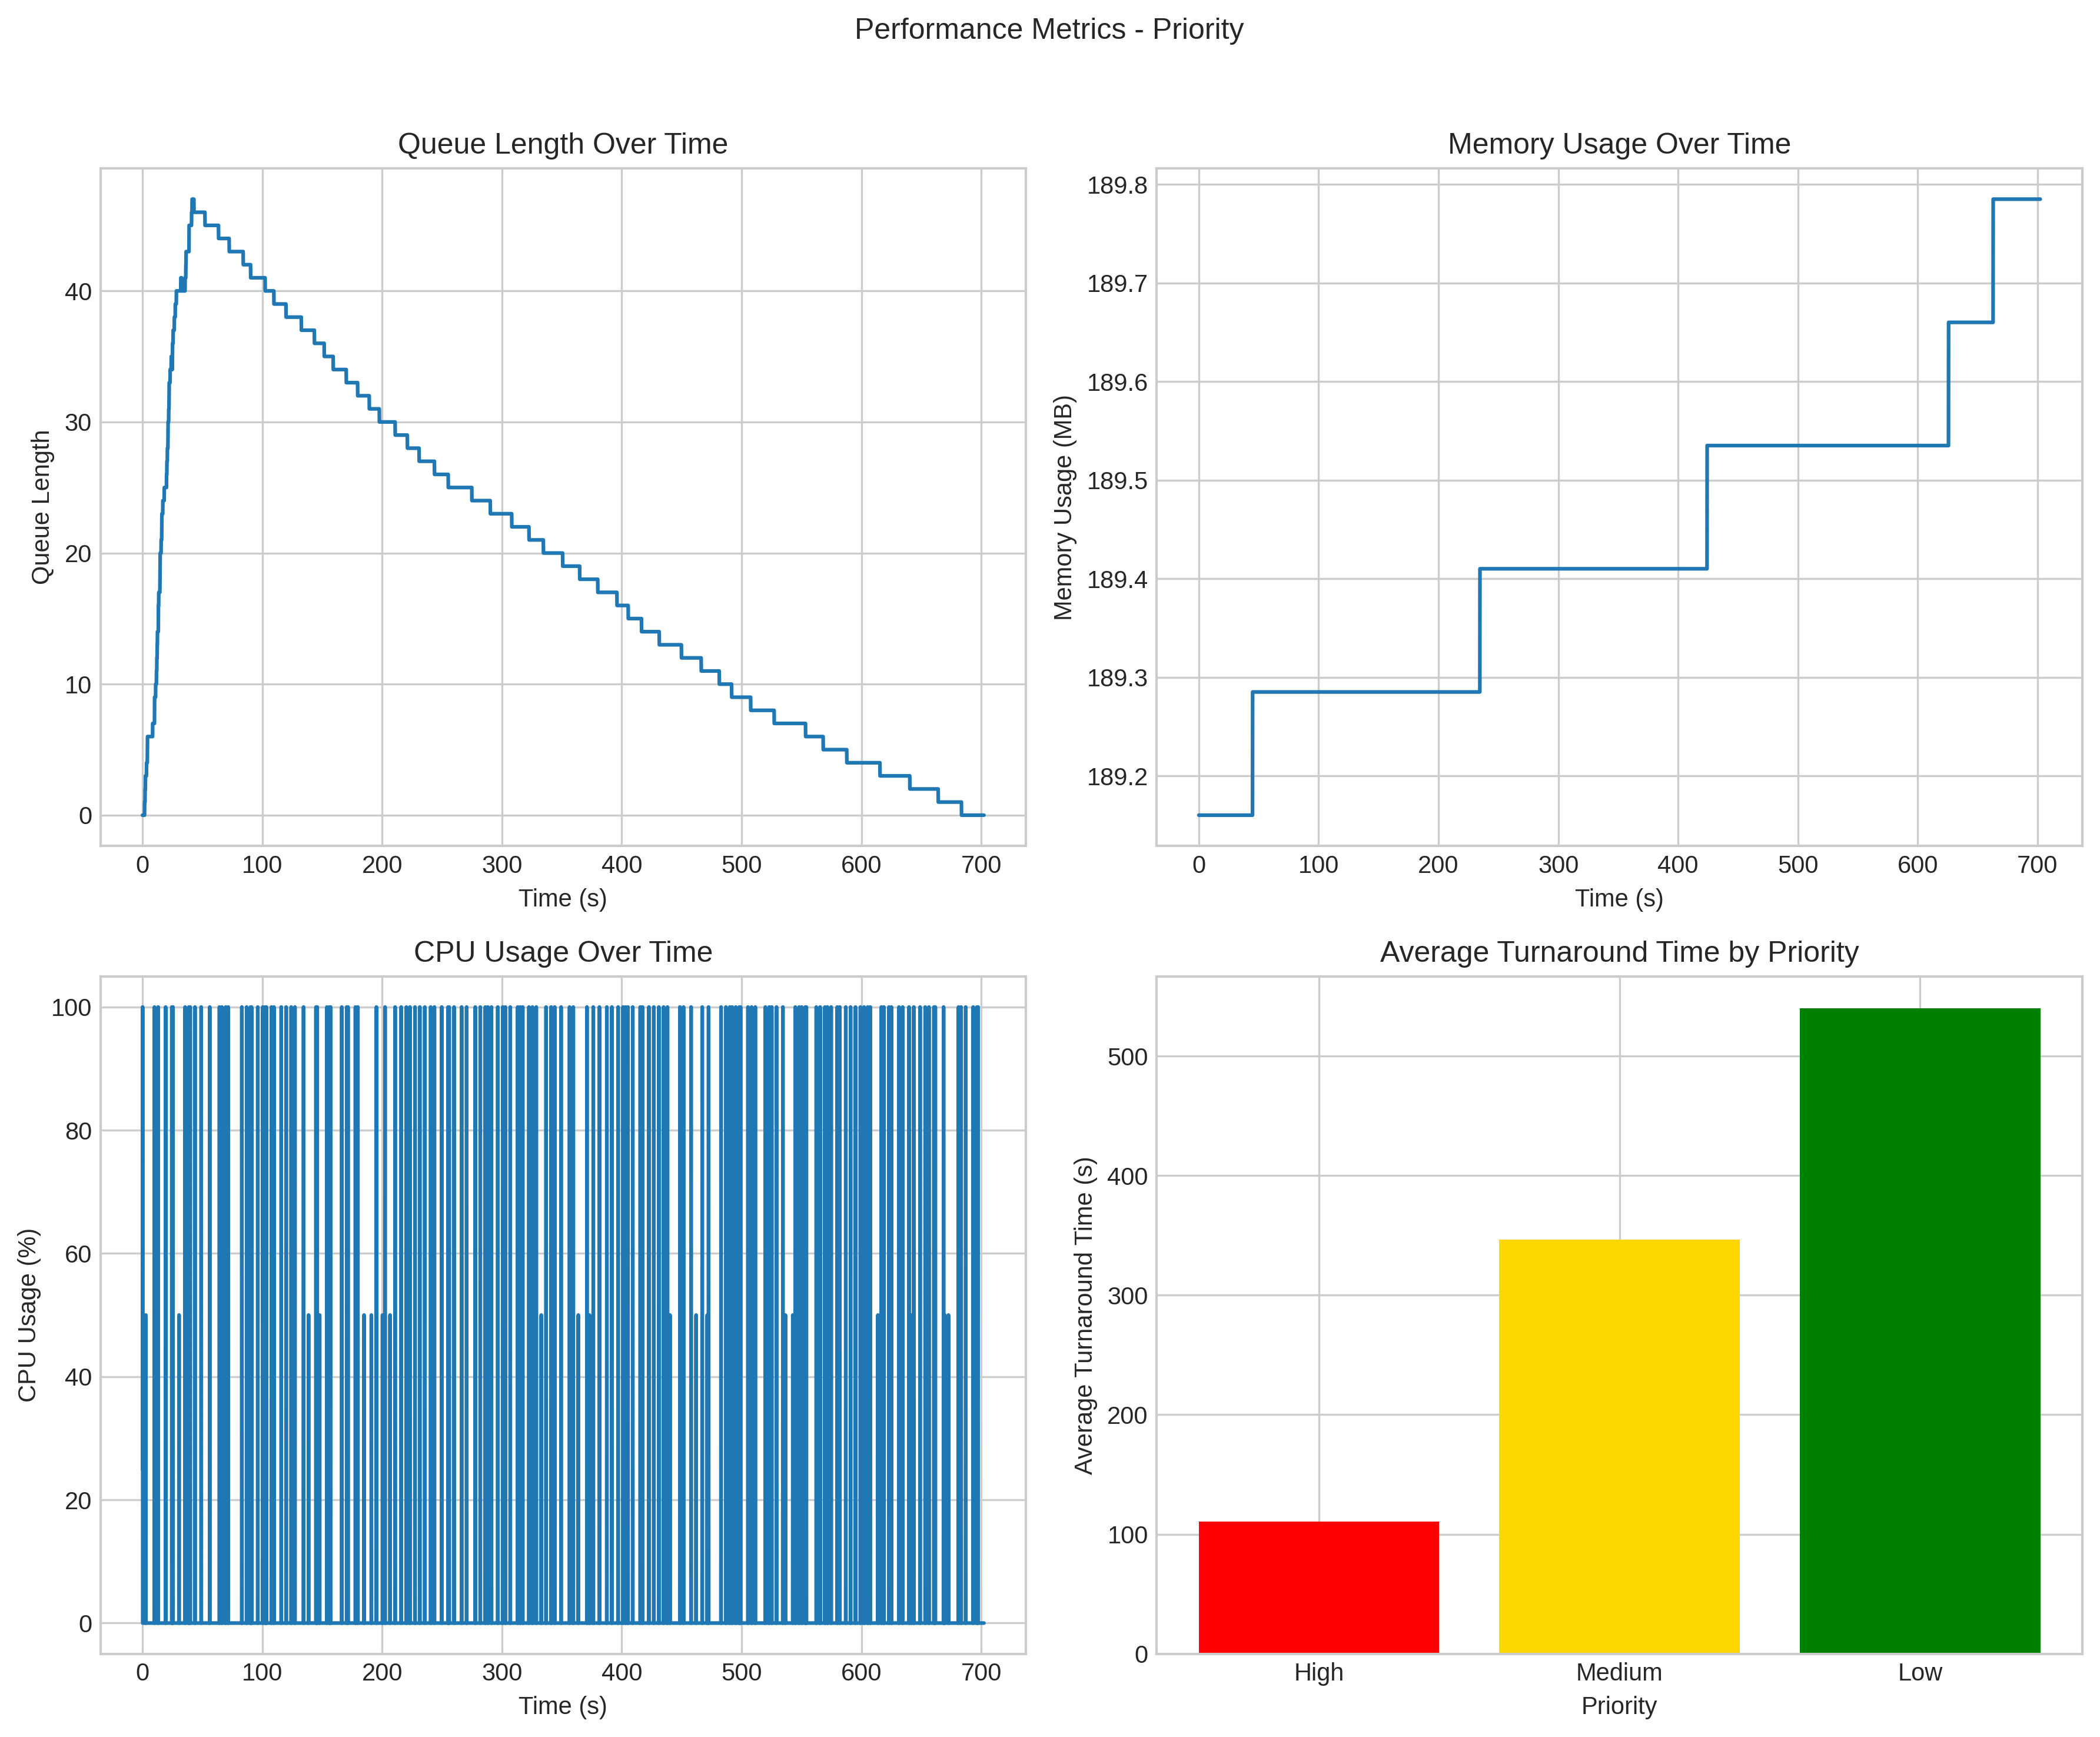 Performance Metrics - Priority
Queue Length Over Time
Queue Length
40
30
20
10
0
0 100 200 300 400 500 600 700
Time (s)
Memory Usage Over Time
Memory Usage (MB)
189.8
189.7
189.6
189.5
189.4
189.3
189.2
0 100 200 300 400 500 600 700
Time (s)
CPU Usage Over Time
CPU Usage (%)
100
80
60
40
20
0
0 100 200 300 400 500 600 700
Time (s)
Average Turnaround Time by Priority
Average Turnaround Time (s)
500
400
300
200
100
0
High Medium Low
Priority